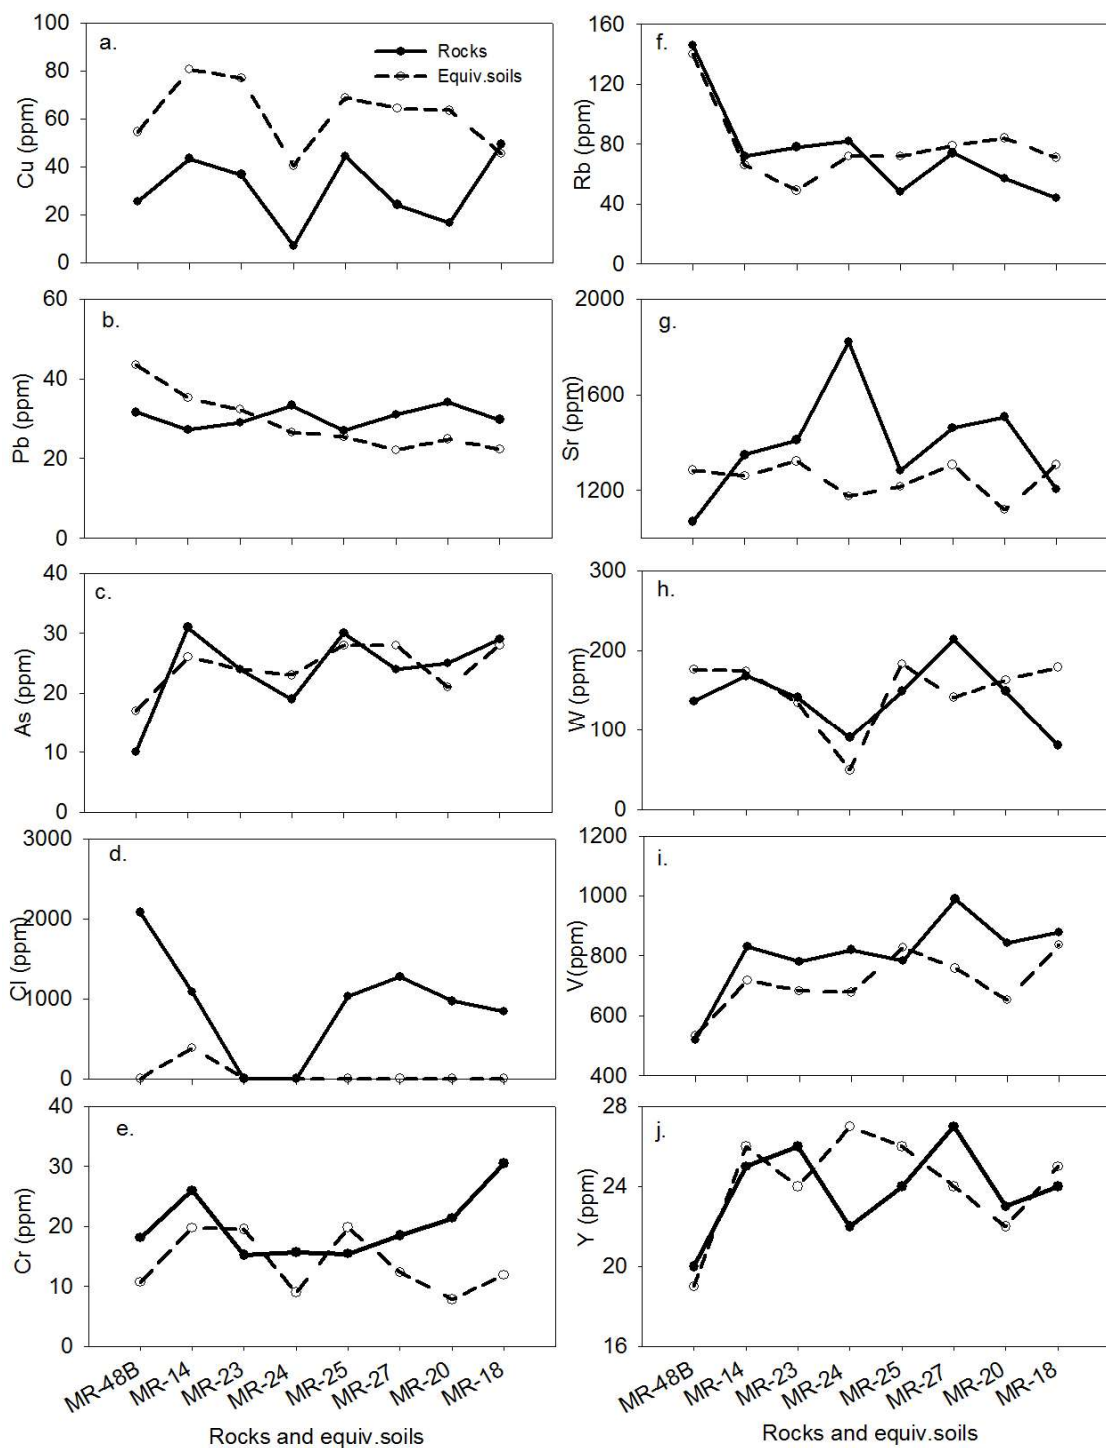 a.
Rocks
Equiv.soils
100
80
60
40
20
0
Cu (ppm)
b.
60
40
20
0
Pb (ppm)
c.
40
30
20
10
0
As (ppm)
d.
3000
2000
1000
0
Cl (ppm)
e.
40
30
20
10
0
Cr (ppm)
MR-48B
MR-14
MR-23
MR-24
MR-25
MR-27
MR-20
MR-18
Rocks and equiv.soils
f.
160
120
80
40
0
Rb (ppm)
g.
2000
1600
1200
Sr (ppm)
h.
300
200
100
0
W (ppm)
i.
1200
1000
800
600
400
V(ppm)
j.
28
24
20
16
Y (ppm)
MR-48B
MR-14
MR-23
MR-24
MR-25
MR-27
MR-20
MR-18
Rocks and equiv.soils